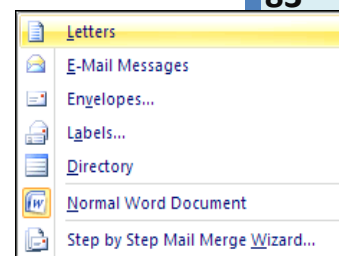 Letters
E-Mail Messages
Envelopes...
Labels...
Directory
Normal Word Document
Step by Step Mail Merge Wizard...